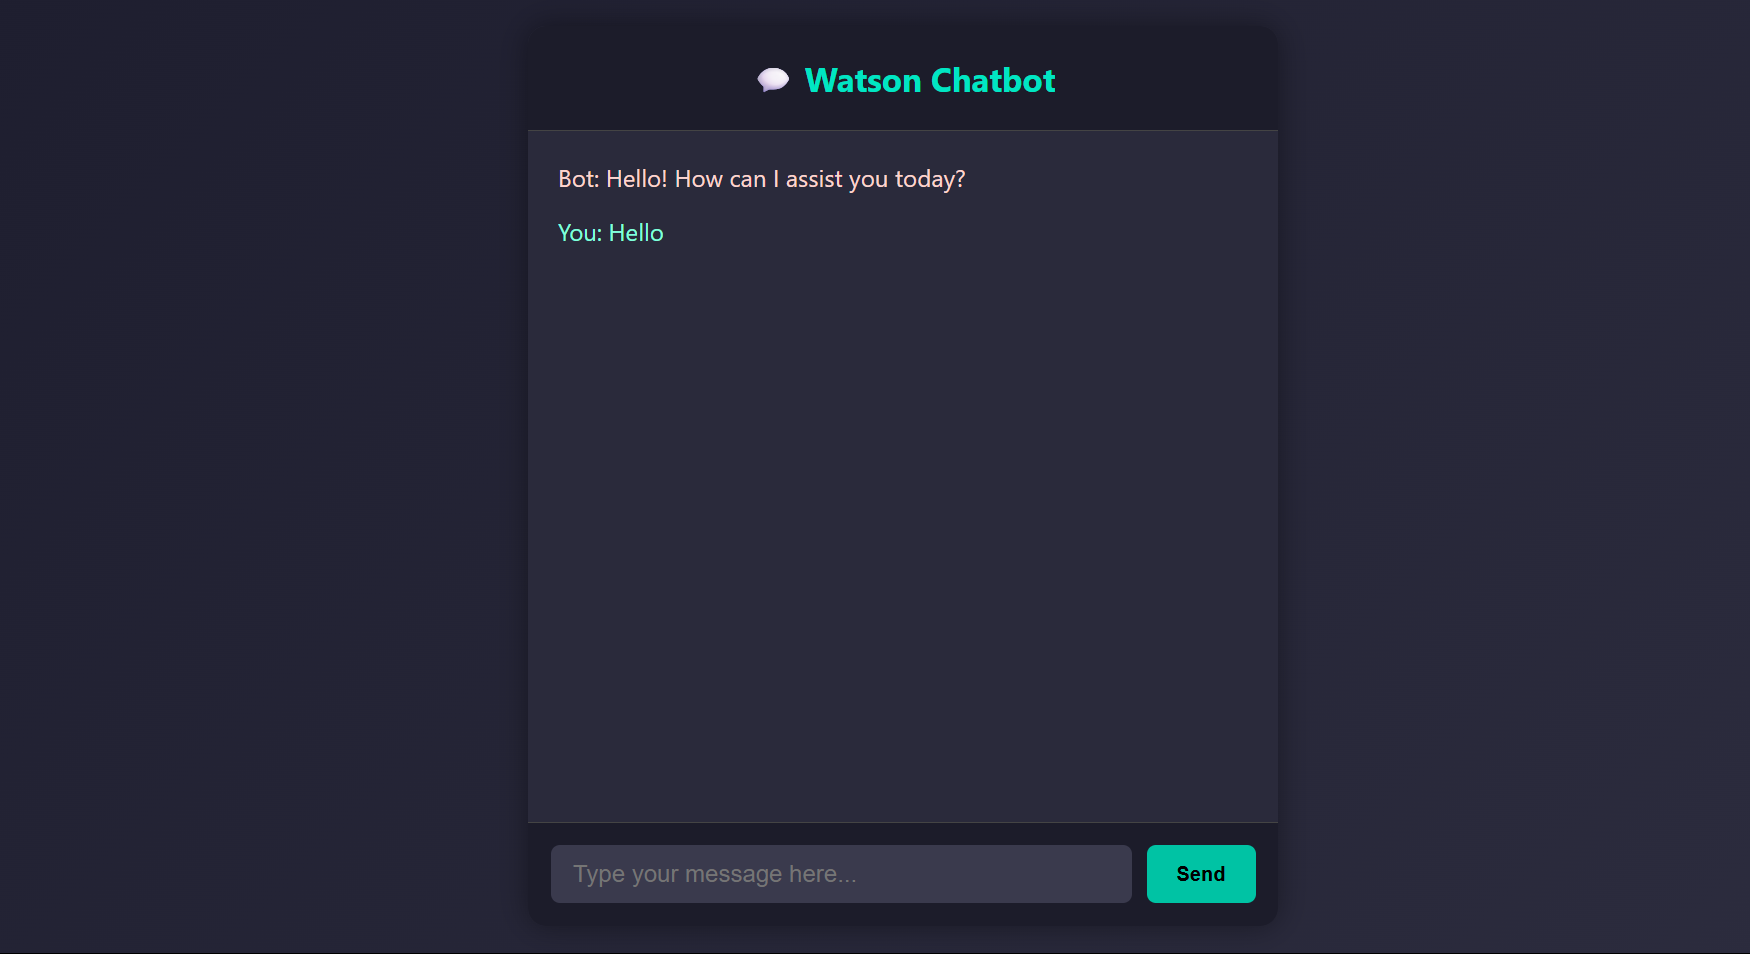 Watson Chatbot
Bot: Hello! How can I assist you today?
You: Hello
Type your message here...
Send